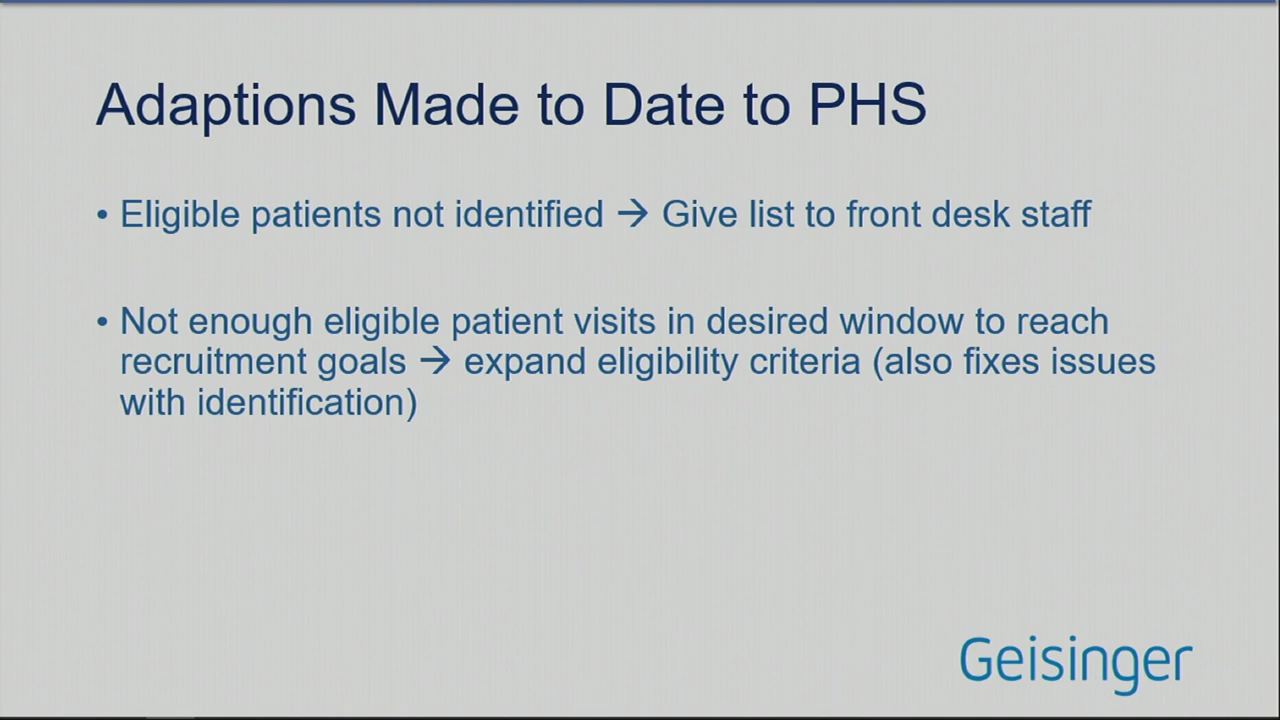 Adaptions Made to Date to PHS
• Eligible patients not identified → Give list to front desk staff
• Not enough eligible patient visits in desired window to reach
recruitment goals → expand eligibility criteria (also fixes issues
with identification)
Geisinger